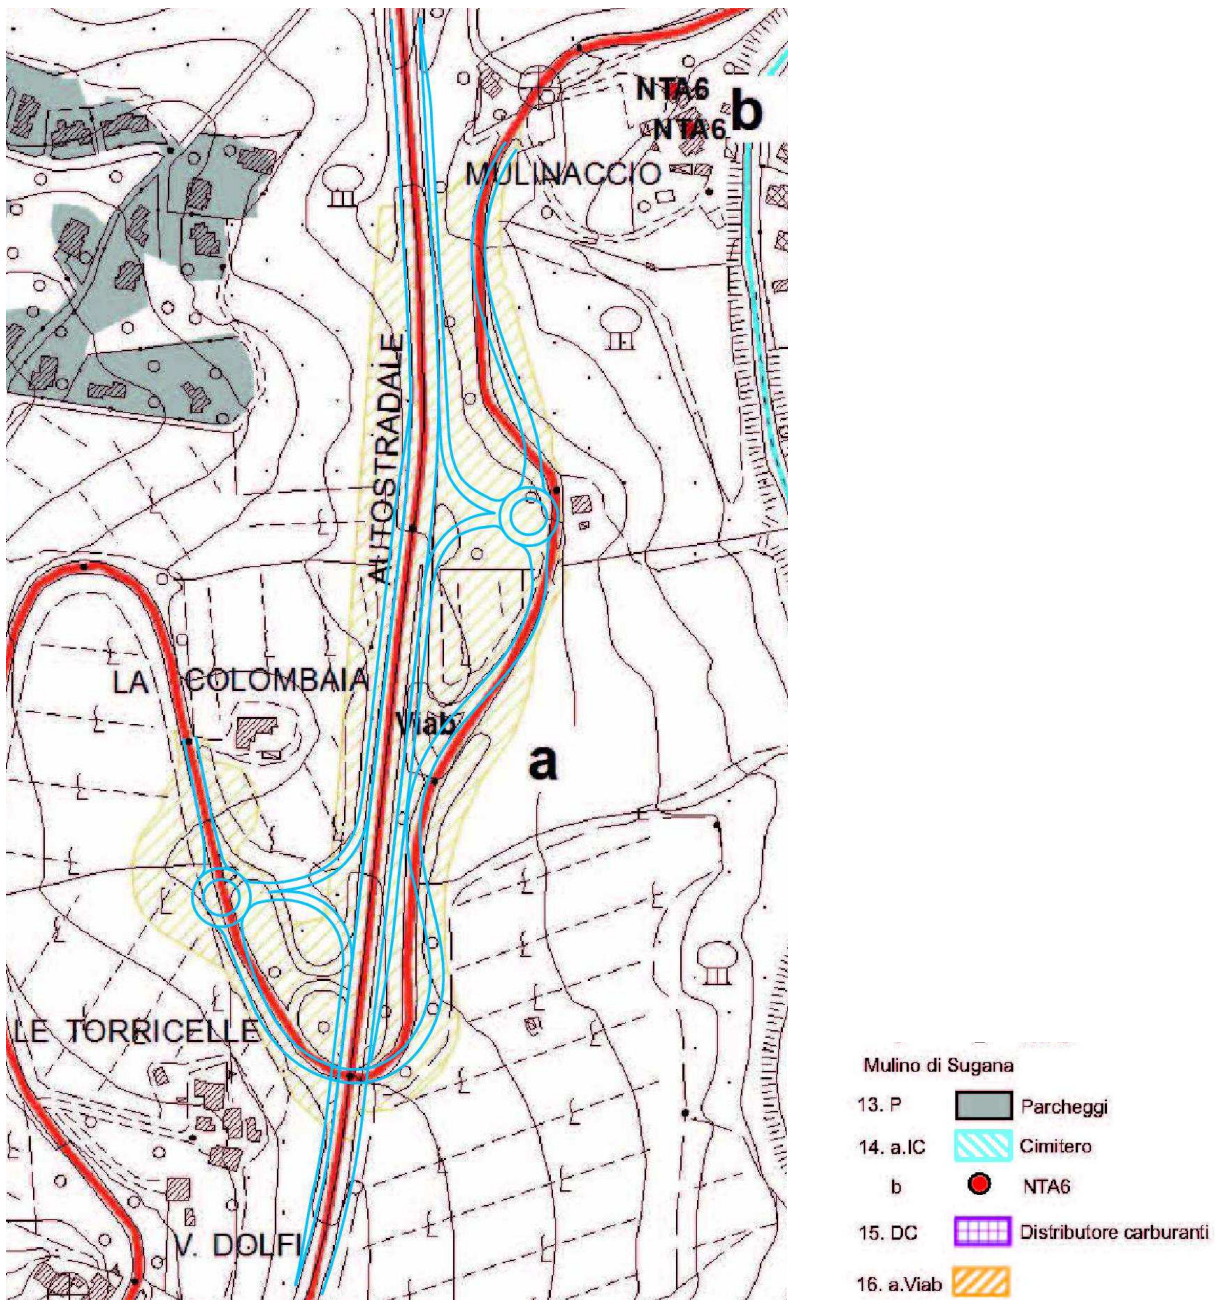 NTA6
b
NTA6
MULINACCIO
AUTOSTRADALE
LA COLOMBAIA
Viab
a
LE TORRICELLE
V. DOLFI
Mulino di Sugana
13. P Parcheggi
14. a.IC Cimitero
b NTA6
15. DC Distributore carburanti
16. a.Viab